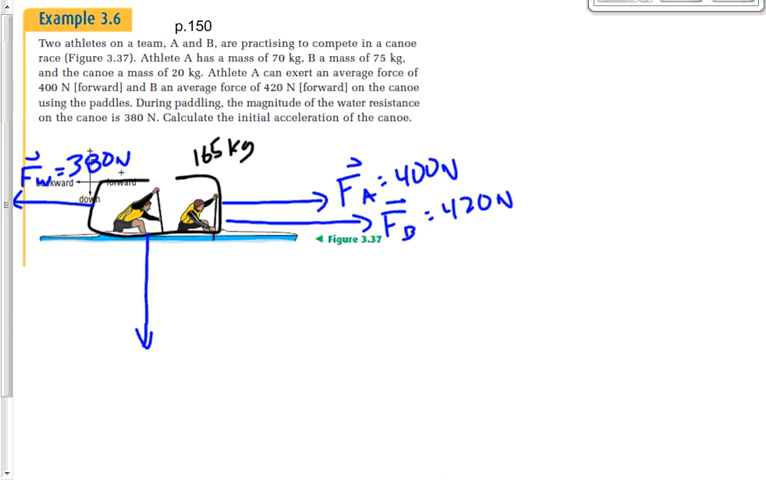 Example 3.6
p.150
Two athletes on a team, A and B, are practising to compete in a canoe
race (Figure 3.37). Athlete A has a mass of 70 kg, B a mass of 75 kg,
and the canoe a mass of 20 kg. Athlete A can exert an average force of
400 N [forward] and B an average force of 420 N [forward] on the canoe
using the paddles. During paddling, the magnitude of the water resistance
on the canoe is 380 N. Calculate the initial acceleration of the canoe.
165 kg
F⃗w = 380N
forward
down
F⃗A = 400N
F⃗B = 420N
◄ Figure 3.37